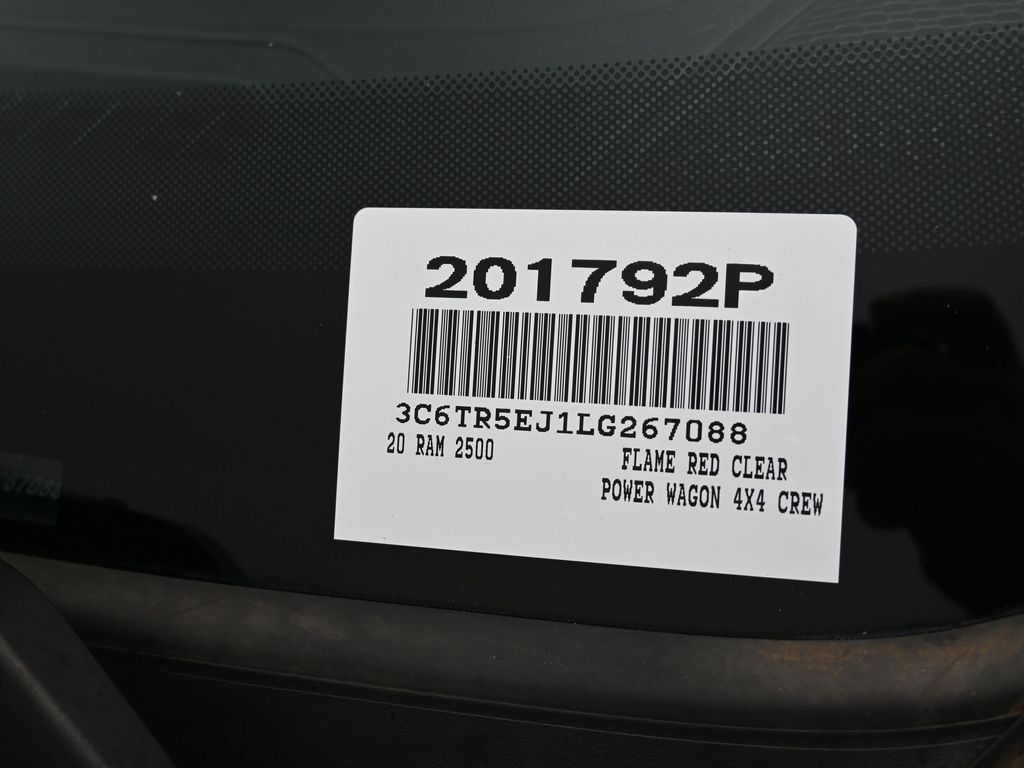 201792P
3C6TR5EJ1LG267088
20 RAM 2500
FLAME RED CLEAR
POWER WAGON 4X4 CREW